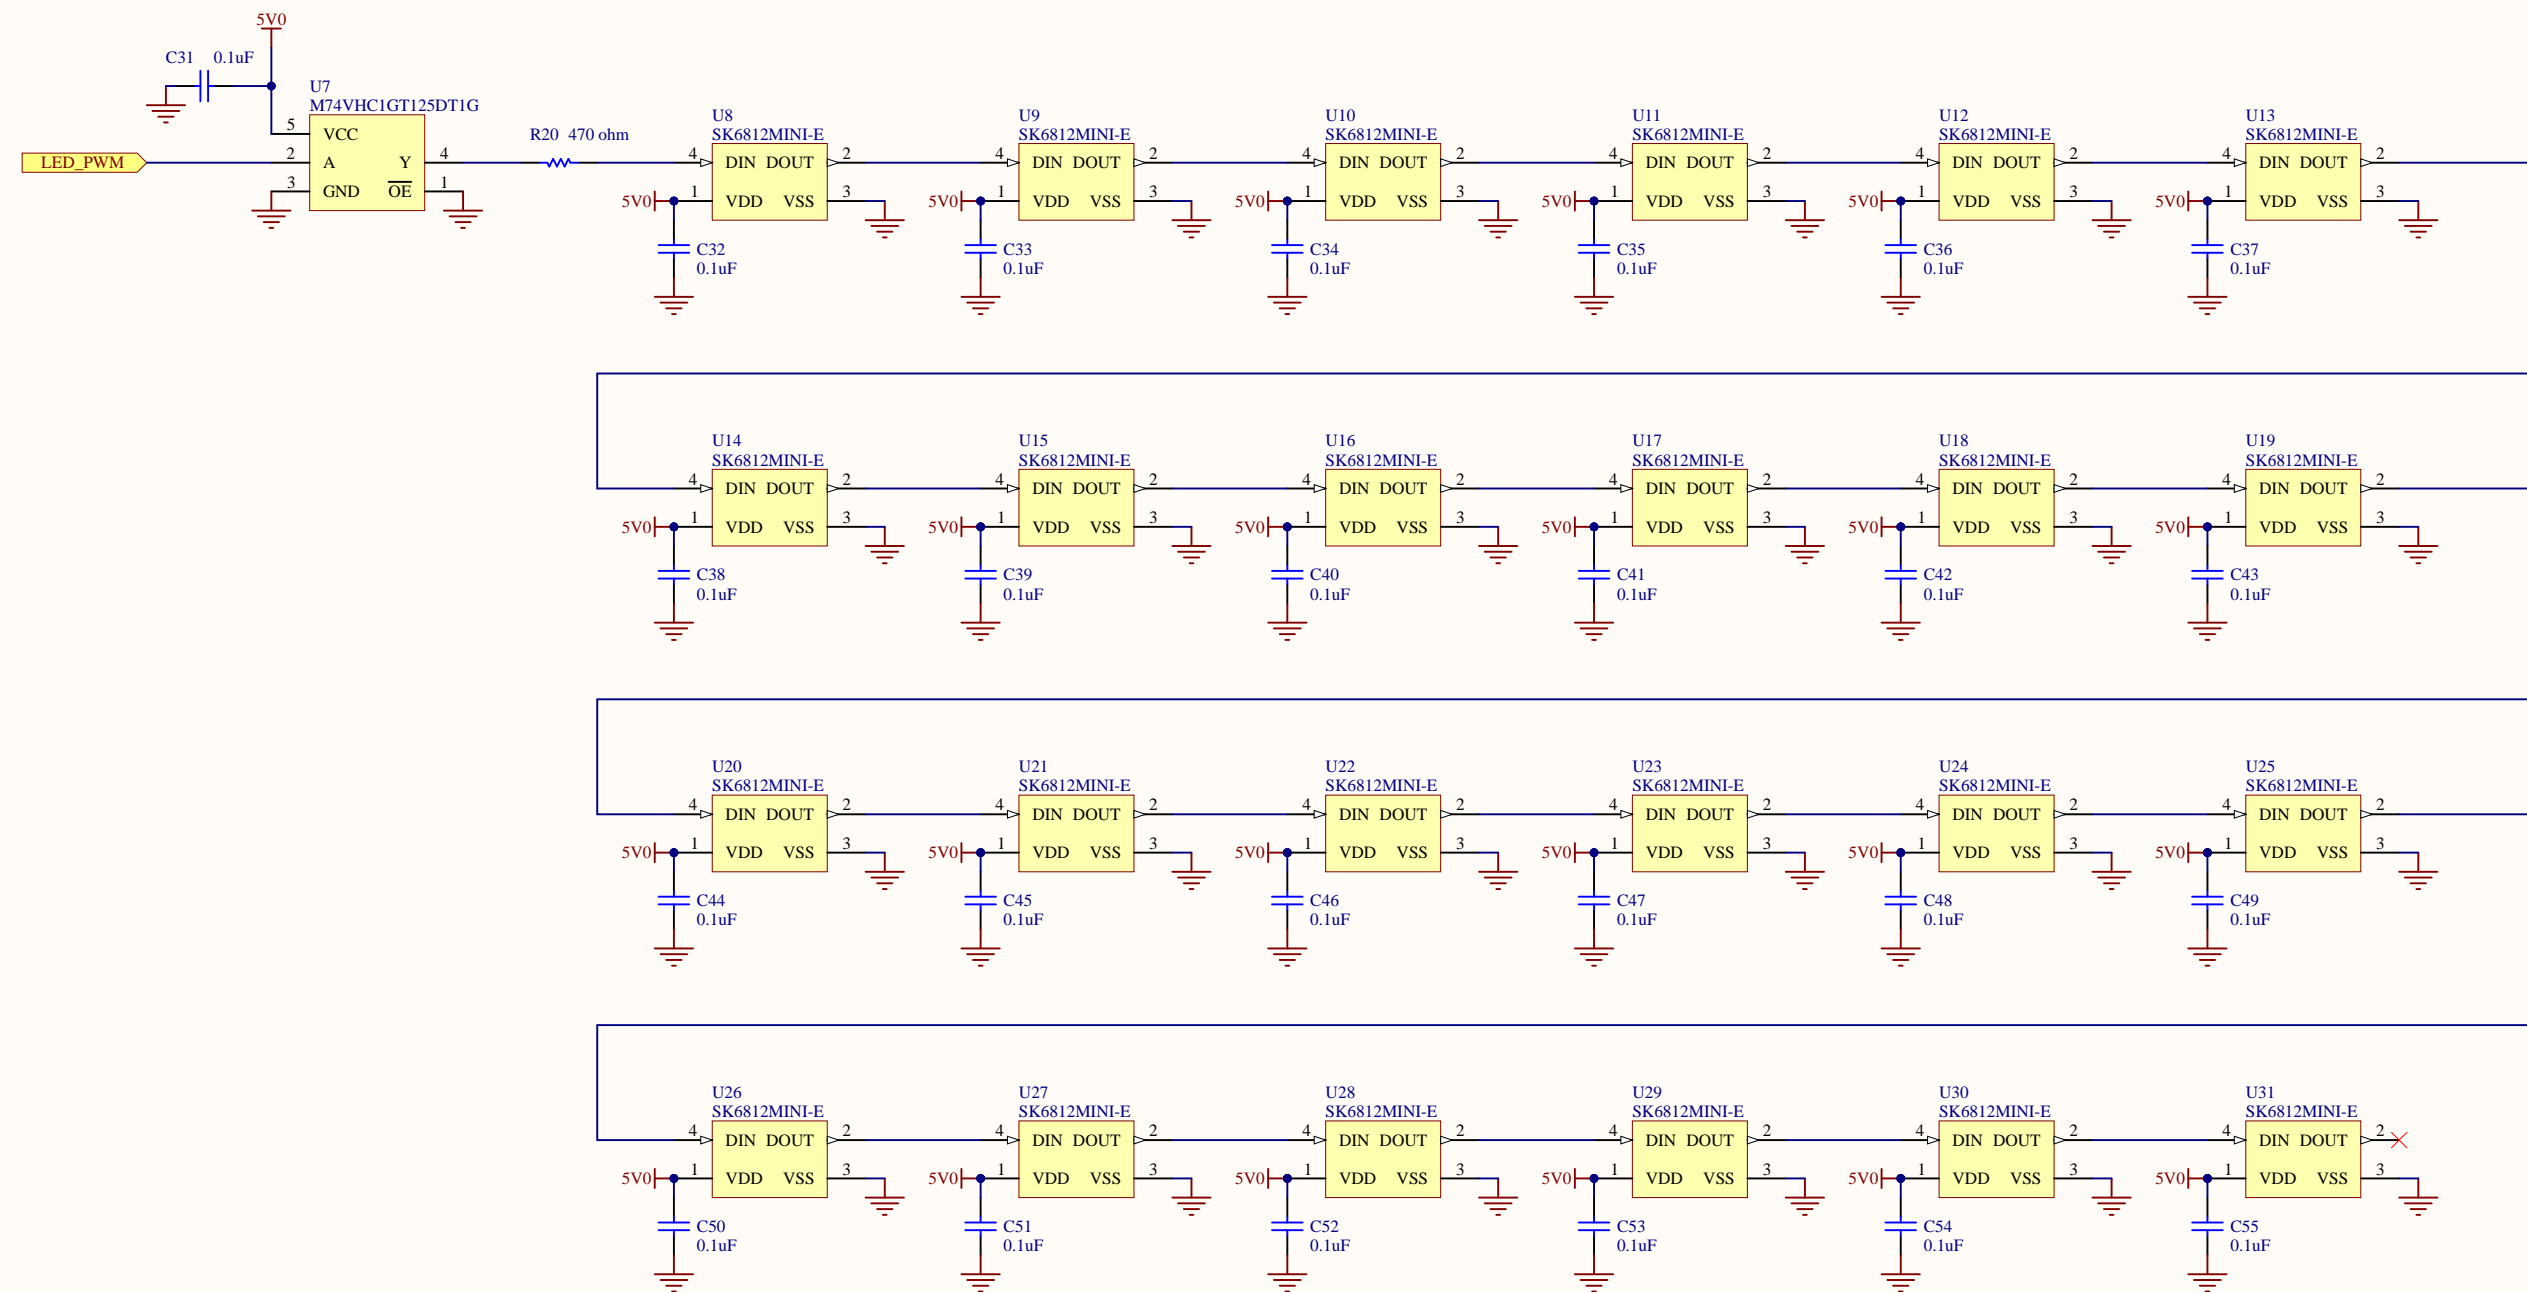 5V0
C31 0.1uF
U7
M74VHC1GT125DT1G
5 VCC
LED_PWM 2 A Y 4
3 GND OE 1
R20 470 ohm
U8 U9 U10 U11 U12 U13
SK6812MINI-E SK6812MINI-E SK6812MINI-E SK6812MINI-E SK6812MINI-E SK6812MINI-E
4 DIN DOUT 2 4 DIN DOUT 2 4 DIN DOUT 2 4 DIN DOUT 2 4 DIN DOUT 2 4 DIN DOUT 2
5V0 1 VDD VSS 3 5V0 1 VDD VSS 3 5V0 1 VDD VSS 3 5V0 1 VDD VSS 3 5V0 1 VDD VSS 3 5V0 1 VDD VSS 3
C32 C33 C34 C35 C36 C37
0.1uF 0.1uF 0.1uF 0.1uF 0.1uF 0.1uF
U14 U15 U16 U17 U18 U19
SK6812MINI-E SK6812MINI-E SK6812MINI-E SK6812MINI-E SK6812MINI-E SK6812MINI-E
4 DIN DOUT 2 4 DIN DOUT 2 4 DIN DOUT 2 4 DIN DOUT 2 4 DIN DOUT 2 4 DIN DOUT 2
5V0 1 VDD VSS 3 5V0 1 VDD VSS 3 5V0 1 VDD VSS 3 5V0 1 VDD VSS 3 5V0 1 VDD VSS 3 5V0 1 VDD VSS 3
C38 C39 C40 C41 C42 C43
0.1uF 0.1uF 0.1uF 0.1uF 0.1uF 0.1uF
U20 U21 U22 U23 U24 U25
SK6812MINI-E SK6812MINI-E SK6812MINI-E SK6812MINI-E SK6812MINI-E SK6812MINI-E
4 DIN DOUT 2 4 DIN DOUT 2 4 DIN DOUT 2 4 DIN DOUT 2 4 DIN DOUT 2 4 DIN DOUT 2
5V0 1 VDD VSS 3 5V0 1 VDD VSS 3 5V0 1 VDD VSS 3 5V0 1 VDD VSS 3 5V0 1 VDD VSS 3 5V0 1 VDD VSS 3
C44 C45 C46 C47 C48 C49
0.1uF 0.1uF 0.1uF 0.1uF 0.1uF 0.1uF
U26 U27 U28 U29 U30 U31
SK6812MINI-E SK6812MINI-E SK6812MINI-E SK6812MINI-E SK6812MINI-E SK6812MINI-E
4 DIN DOUT 2 4 DIN DOUT 2 4 DIN DOUT 2 4 DIN DOUT 2 4 DIN DOUT 2 4 DIN DOUT 2
5V0 1 VDD VSS 3 5V0 1 VDD VSS 3 5V0 1 VDD VSS 3 5V0 1 VDD VSS 3 5V0 1 VDD VSS 3 5V0 1 VDD VSS 3
C50 C51 C52 C53 C54 C55
0.1uF 0.1uF 0.1uF 0.1uF 0.1uF 0.1uF